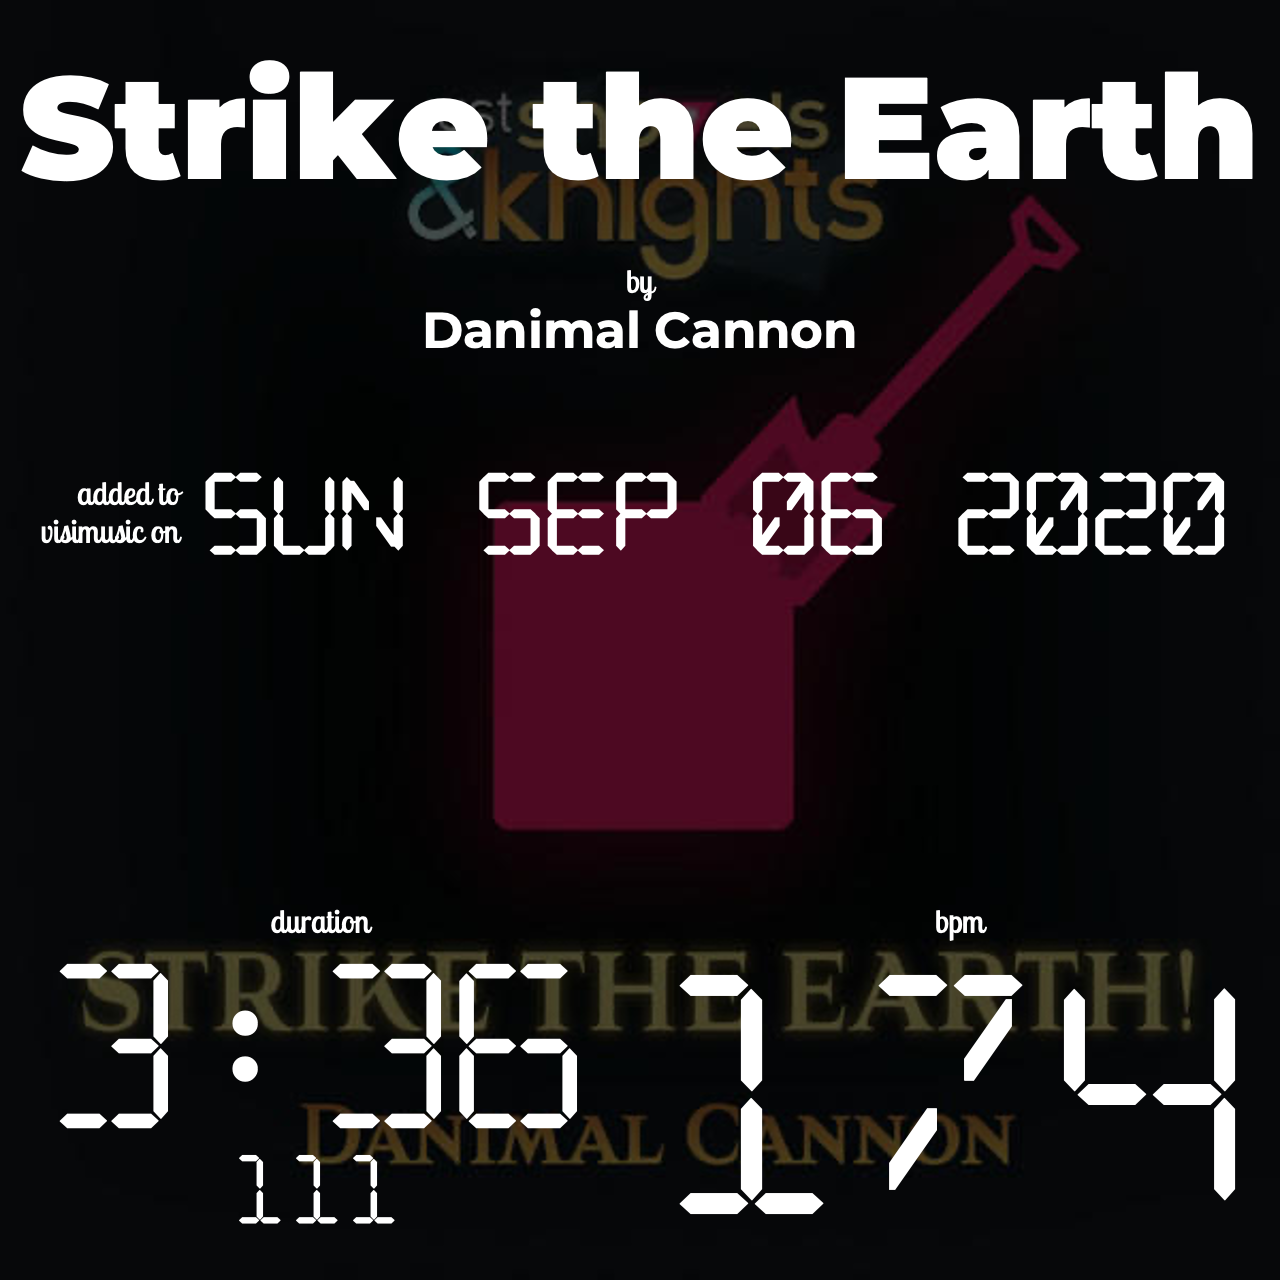 Strike the Earth
& knights
by
Danimal Cannon
added to
visimusic on
SUN SEP 06 2020
duration
bpm
STRIKE THE EARTH!
3:36
174
DANIMAL CANNON
111